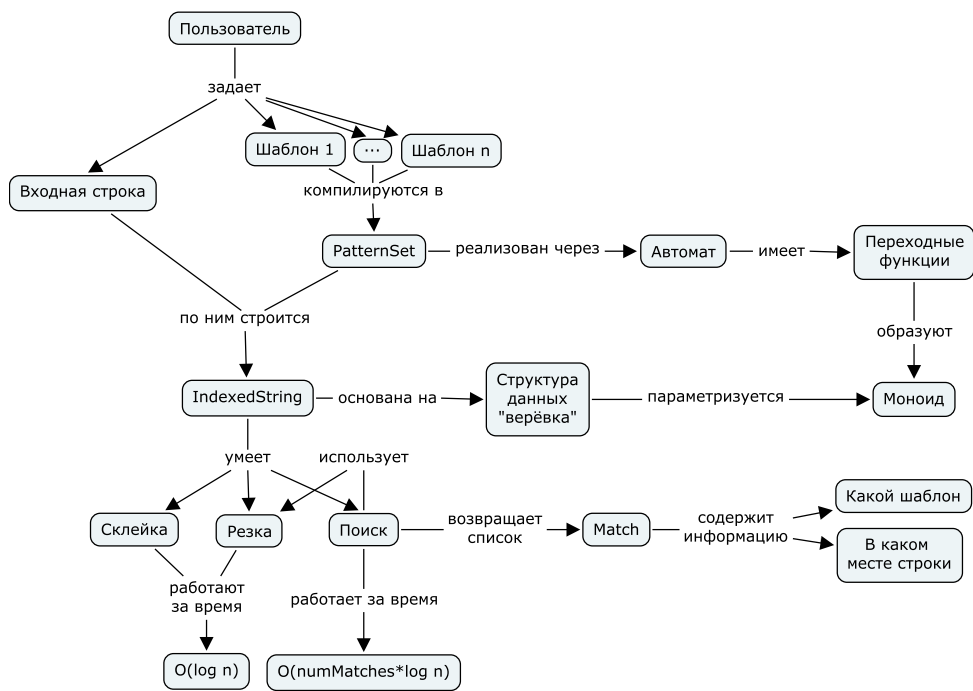 Пользователь
задает
Шаблон 1
...
Шаблон n
Входная строка
компилируются в
PatternSet
реализован через
Автомат
имеет
Переходные
функции
по ним строится
образуют
IndexedString
основана на
Структура
данных
"верёвка"
параметризуется
Моноид
умеет
использует
Склейка
Резка
Поиск
возвращает
список
Match
содержит
информацию
Какой шаблон
В каком
месте строки
работают
за время
работает за время
O(log n)
O(numMatches*log n)